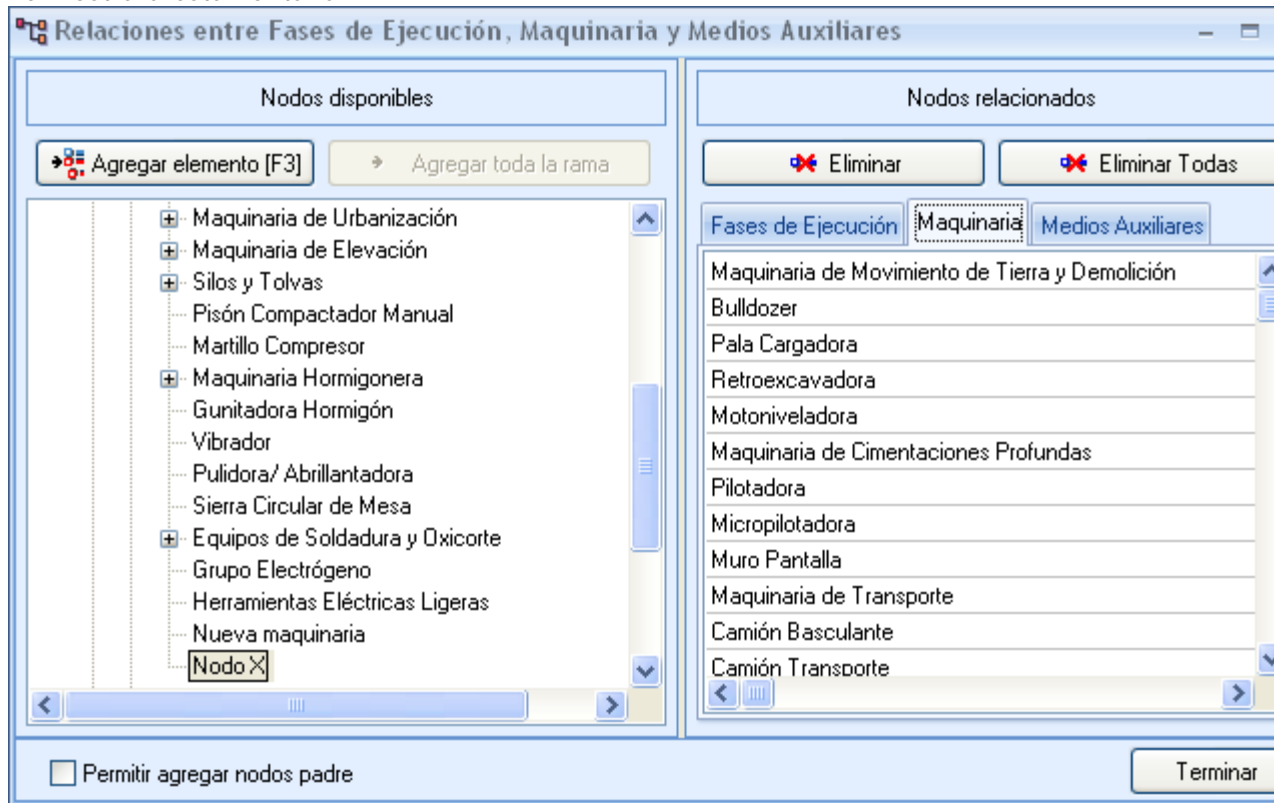 Relaciones entre Fases de Ejecución, Maquinaria y Medios Auxiliares
Nodos disponibles
Agregar elemento [F3]
Agregar toda la rama
Maquinaria de Urbanización
Maquinaria de Elevación
Silos y Tolvas
Pisón Compactador Manual
Martillo Compresor
Maquinaria Hormigonera
Gunitadora Hormigón
Vibrador
Pulidora/ Abrillantadora
Sierra Circular de Mesa
Equipos de Soldadura y Oxicorte
Grupo Electrógeno
Herramientas Eléctricas Ligeras
Nueva maquinaria
Nodo X
Nodos relacionados
Eliminar
Eliminar Todas
Fases de Ejecución
Maquinaria
Medios Auxiliares
Maquinaria de Movimiento de Tierra y Demolición
Bulldozer
Pala Cargadora
Retroexcavadora
Motoniveladora
Maquinaria de Cimentaciones Profundas
Pilotadora
Micropilotadora
Muro Pantalla
Maquinaria de Transporte
Camión Basculante
Camión Transporte
Permitir agregar nodos padre
Terminar